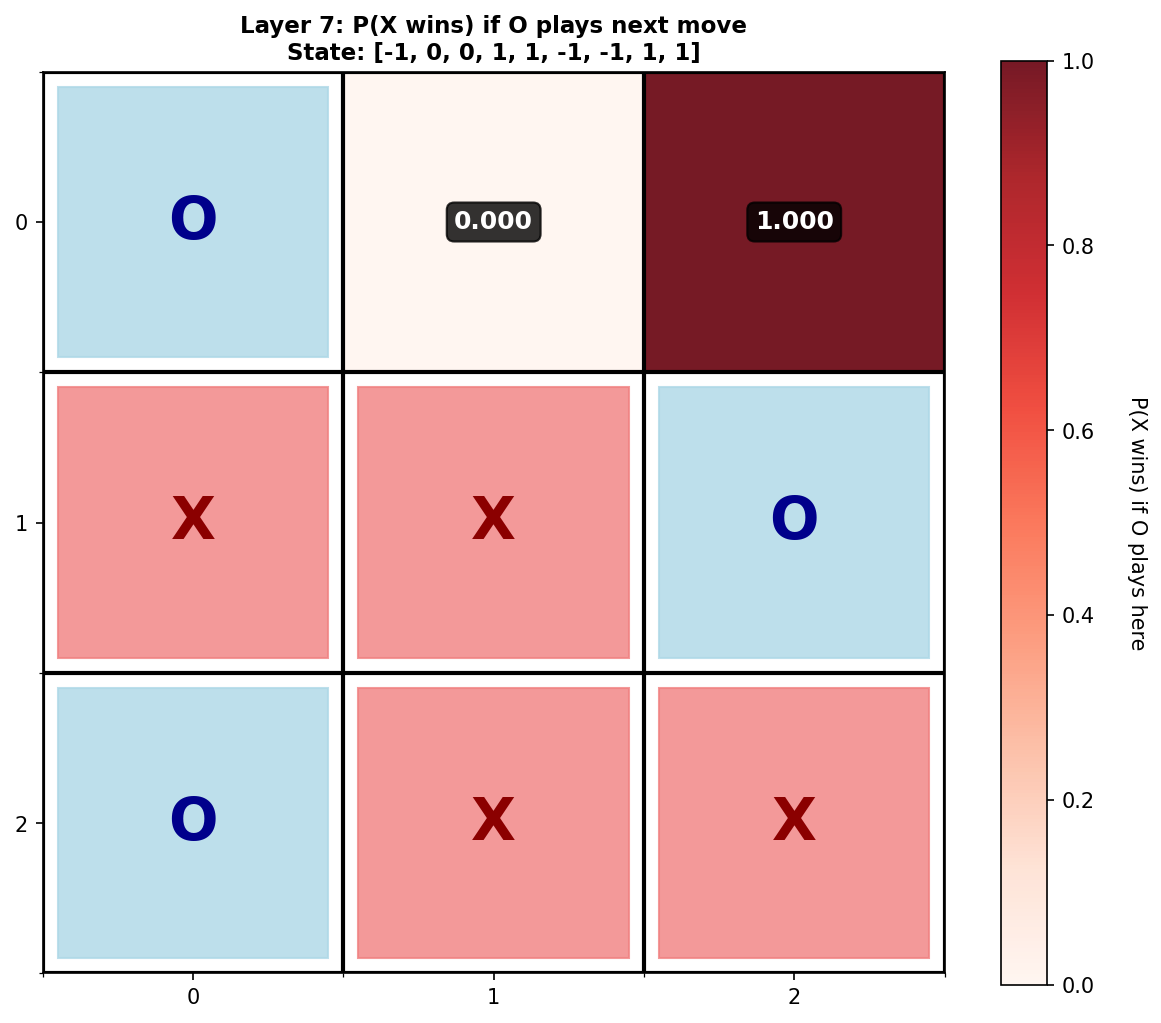 Layer 7: P(X wins) if O plays next move
State: [-1, 0, 0, 1, 1, -1, -1, 1, 1]
0
O
0.000
1.000
1
X
X
O
2
O
X
X
0
1
2
1.0
0.8
0.6
0.4
0.2
0.0
P(X wins) if O plays here